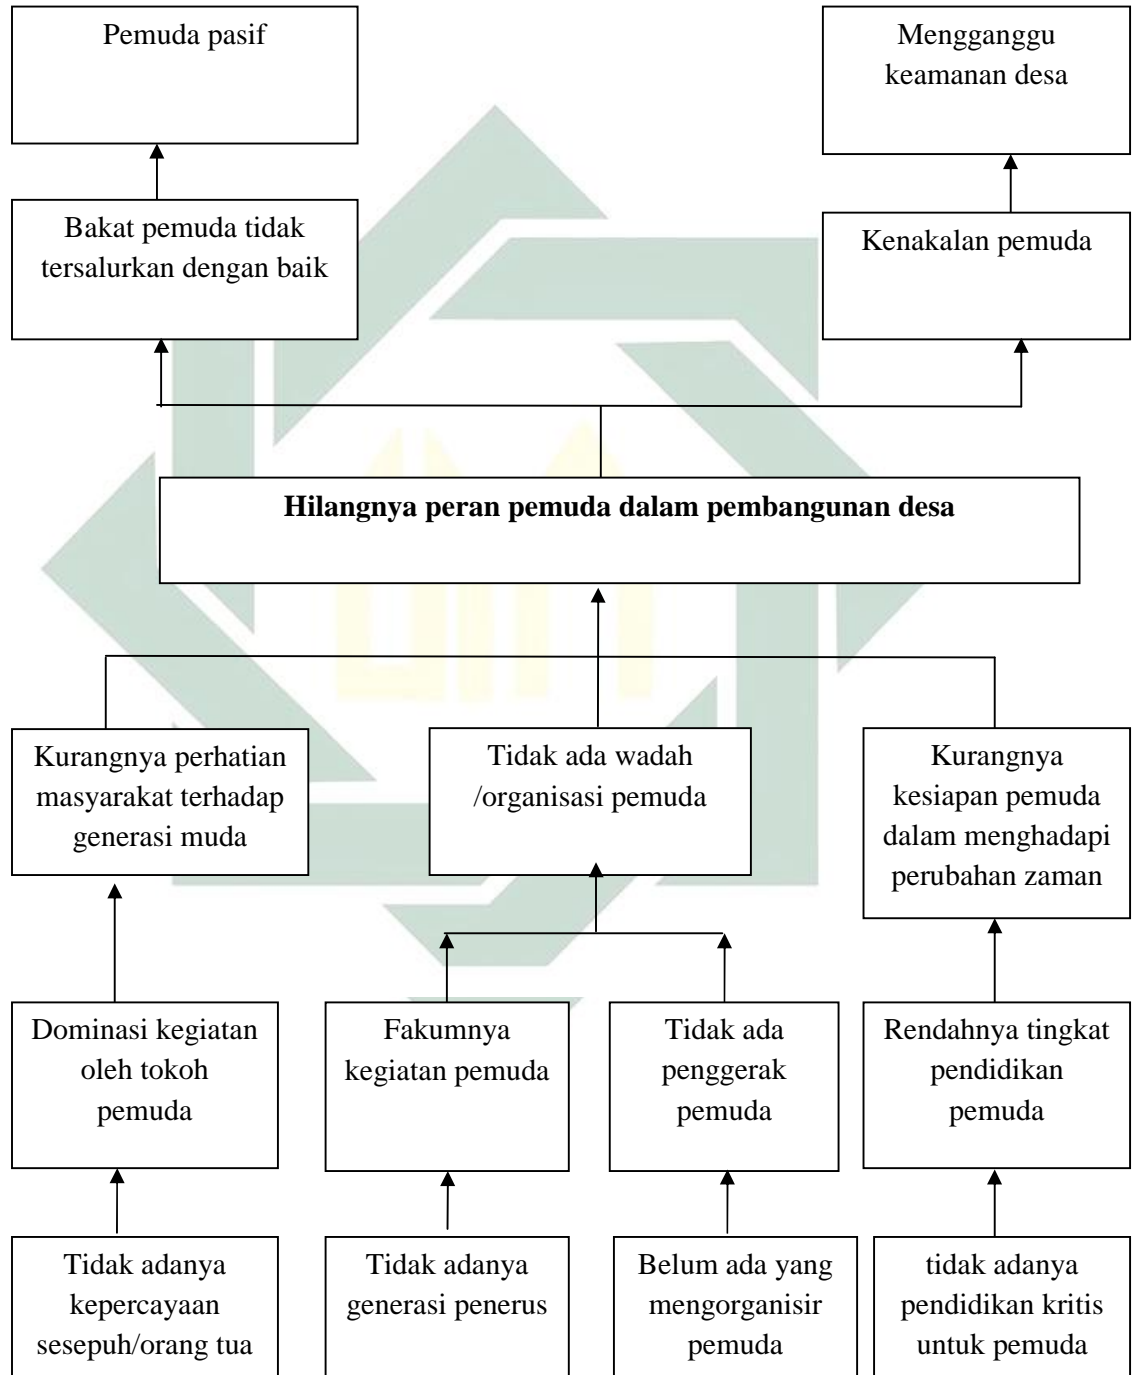 Pemuda pasif
Mengganggu
keamanan desa
Bakat pemuda tidak
tersalurkan dengan baik
Kenakalan pemuda
Hilangnya peran pemuda dalam pembangunan desa
Kurangnya perhatian
masyarakat terhadap
generasi muda
Tidak ada wadah
/organisasi pemuda
Kurangnya
kesiapan pemuda
dalam menghadapi
perubahan zaman
Dominasi kegiatan
oleh tokoh
pemuda
Fakumnya
kegiatan pemuda
Tidak ada
penggerak
pemuda
Rendahnya tingkat
pendidikan
pemuda
Tidak adanya
kepercayaan
sesepuh/orang tua
Tidak adanya
generasi penerus
Belum ada yang
mengorganisir
pemuda
tidak adanya
pendidikan kritis
untuk pemuda